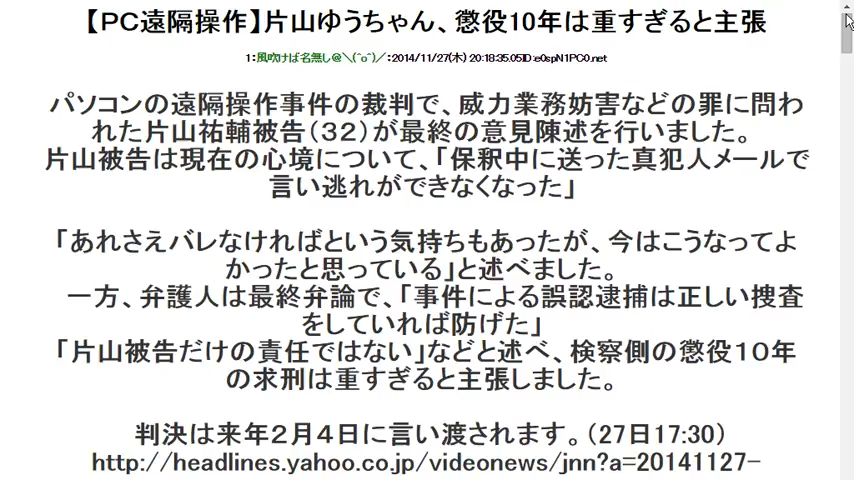 【PC遠隔操作】片山ゆうちゃん、懲役10年は重すぎると主張
1：風吹けば名無し＠＼(^o^)／：2014/11/27(木) 20:18:35.05ID:e0spN1PC0.net
パソコンの遠隔操作事件の裁判で、威力業務妨害などの罪に問わ
れた片山祐輔被告（３２）が最終の意見陳述を行いました。
片山被告は現在の心境について、「保釈中に送った真犯人メールで
言い逃れができなくなった」
「あれさえバレなければという気持ちもあったが、今はこうなってよ
かったと思っている」と述べました。
一方、弁護人は最終弁論で、「事件による誤認逮捕は正しい捜査
をしていれば防げた」
「片山被告だけの責任ではない」などと述べ、検察側の懲役１０年
の求刑は重すぎると主張しました。
判決は来年２月４日に言い渡されます。（27日17:30）
http://headlines.yahoo.co.jp/videonews/jnn?a=20141127-